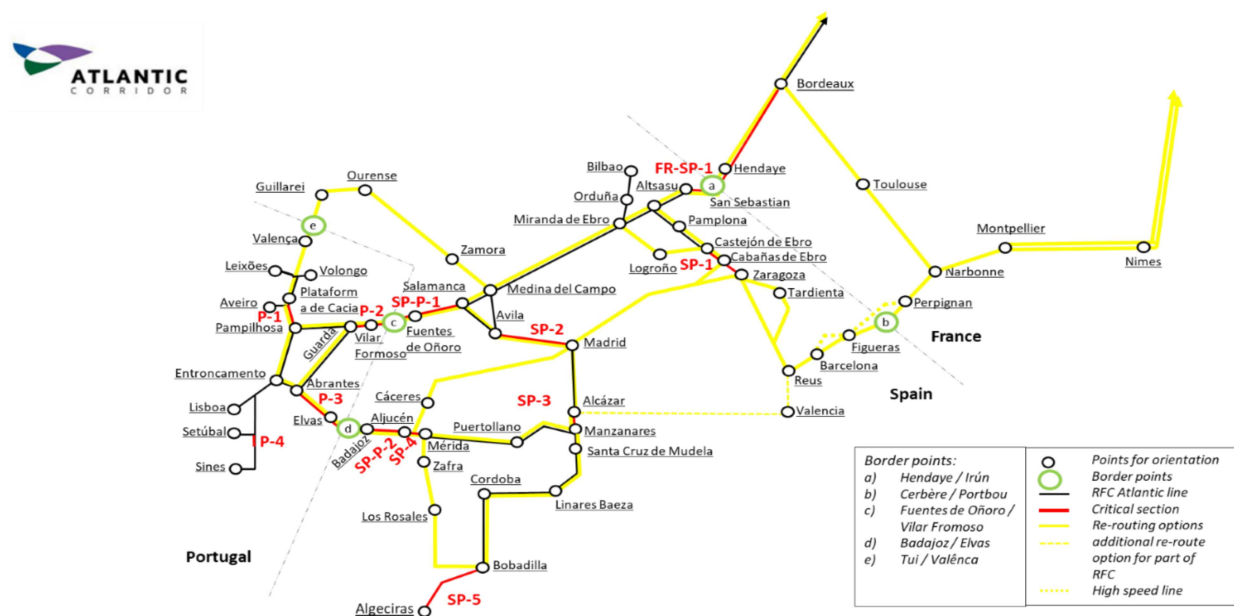 ATLANTIC
CORRIDOR
Bordeaux
Hendaye
FR-SP-1
Bilbao
Altsasu
a
Toulouse
Ourense
Guillarei
Orduña
San Sebastian
Miranda de Ebro
Pamplona
Montpellier
e
Valença
Zamora
Castejón de Ebro
Cabañas de Ebro
Logroño
SP-1
Nimes
Leixões
Volongo
Zaragoza
Narbonne
Salamanca
Medina del Campo
Tardienta
Plataform
a de Cacia
Aveiro
P-1
P-2
SP-P-1
Avila
Perpignan
Pampilhosa
c
Fuentes
de Oñoro
SP-2
b
Guarda
Vilar
Formoso
Madrid
Figueras
France
Barcelona
Entroncamento
Abrantes
Reus
Spain
P-3
Cáceres
SP-3
Alcázar
Valencia
Lisboa
Elvas
Aljucén
Puertollano
Manzanares
Setúbal
P-4
d
Badajoz
SP-P-2
SP-4
Mérida
Santa Cruz de Mudela
Sines
Zafra
Cordoba
Linares Baeza
Los Rosales
Portugal
Bobadilla
Algeciras
SP-5
Border points:
a) Hendaye / Irún
b) Cerbère / Portbou
c) Fuentes de Oñoro /
Vilar Fromoso
d) Badajoz / Elvas
e) Tui / Valênca
Points for orientation
Border points
RFC Atlantic line
Critical section
Re-routing options
additional re-route
option for part of
RFC
High speed line